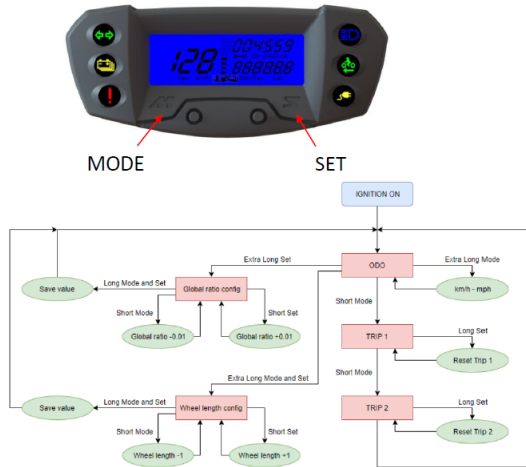 004.559
128
888888
MODE
SET
IGNITION ON
Extra Long Set
ODO
Extra Long Mode
Save value
Long Mode and Set
Global ratio config
km/h - mph
Short Mode
Short Set
Short Mode
Global ratio -0.01
Global ratio +0.01
TRIP 1
Long Set
Reset Trip 1
Short Mode
Extra Long Mode and Set
Save value
Long Mode and Set
Wheel length config
TRIP 2
Long Set
Short Mode
Short Set
Reset Trip 2
Wheel length -1
Wheel length +1